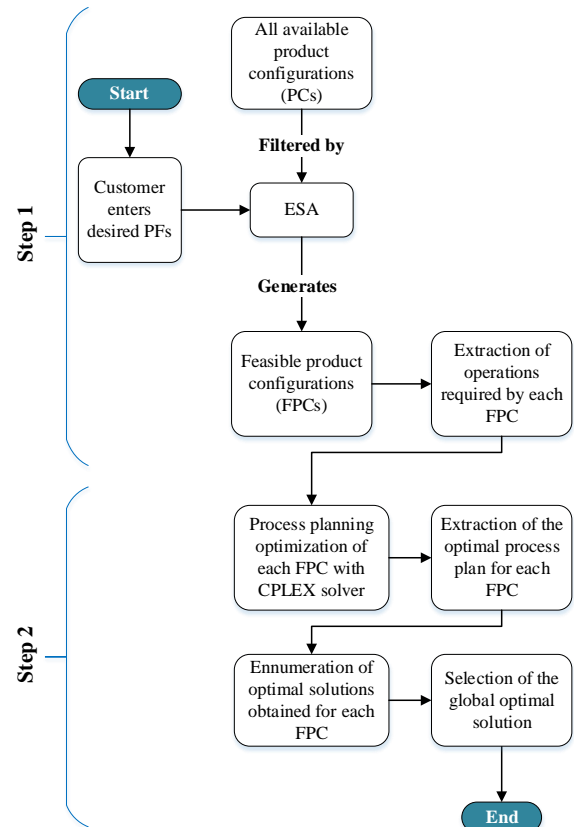 Step 1
All available
product
configurations
(PCs)
Start
Filtered by
Customer
enters
desired PFs
ESA
Generates
Feasible product
configurations
(FPCs)
Extraction of
operations
required by each
FPC
Step 2
Process planning
optimization of
each FPC with
CPLEX solver
Extraction of the
optimal process
plan for each
FPC
Ennumeration of
optimal solutions
obtained for each
FPC
Selection of the
global optimal
solution
End